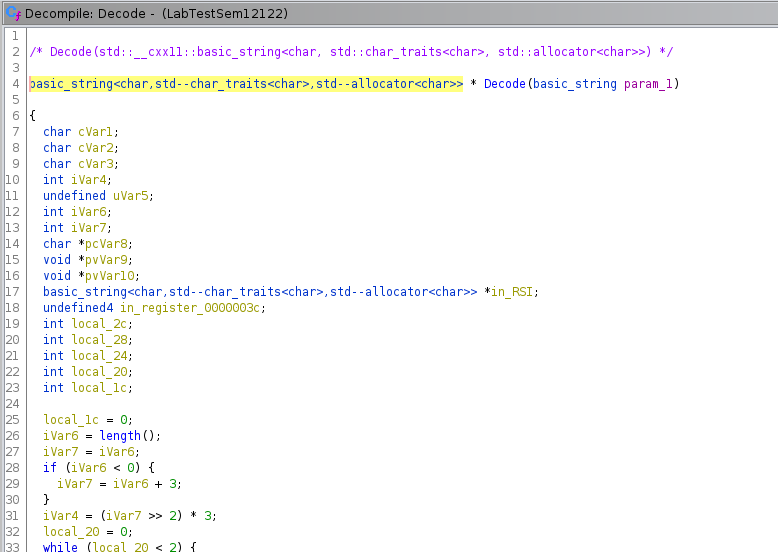 Decompile: Decode - (LabTestSem12122)
1
2 /* Decode(std::__cxx11::basic_string<char, std::char_traits<char>, std::allocator<char>>) */
3
4 basic_string<char,std--char_traits<char>,std--allocator<char>> * Decode(basic_string param_1)
5
6 {
7 char cVar1;
8 char cVar2;
9 char cVar3;
10 int iVar4;
11 undefined uVar5;
12 int iVar6;
13 int iVar7;
14 char *pcVar8;
15 void *pvVar9;
16 void *pvVar10;
17 basic_string<char,std--char_traits<char>,std--allocator<char>> *in_RSI;
18 undefined4 in_register_0000003c;
19 int local_2c;
20 int local_28;
21 int local_24;
22 int local_20;
23 int local_1c;
24
25 local_1c = 0;
26 iVar6 = length();
27 iVar7 = iVar6;
28 if (iVar6 < 0) {
29 iVar7 = iVar6 + 3;
30 }
31 iVar4 = (iVar7 >> 2) * 3;
32 local_20 = 0;
33 while (local_20 < 2) {